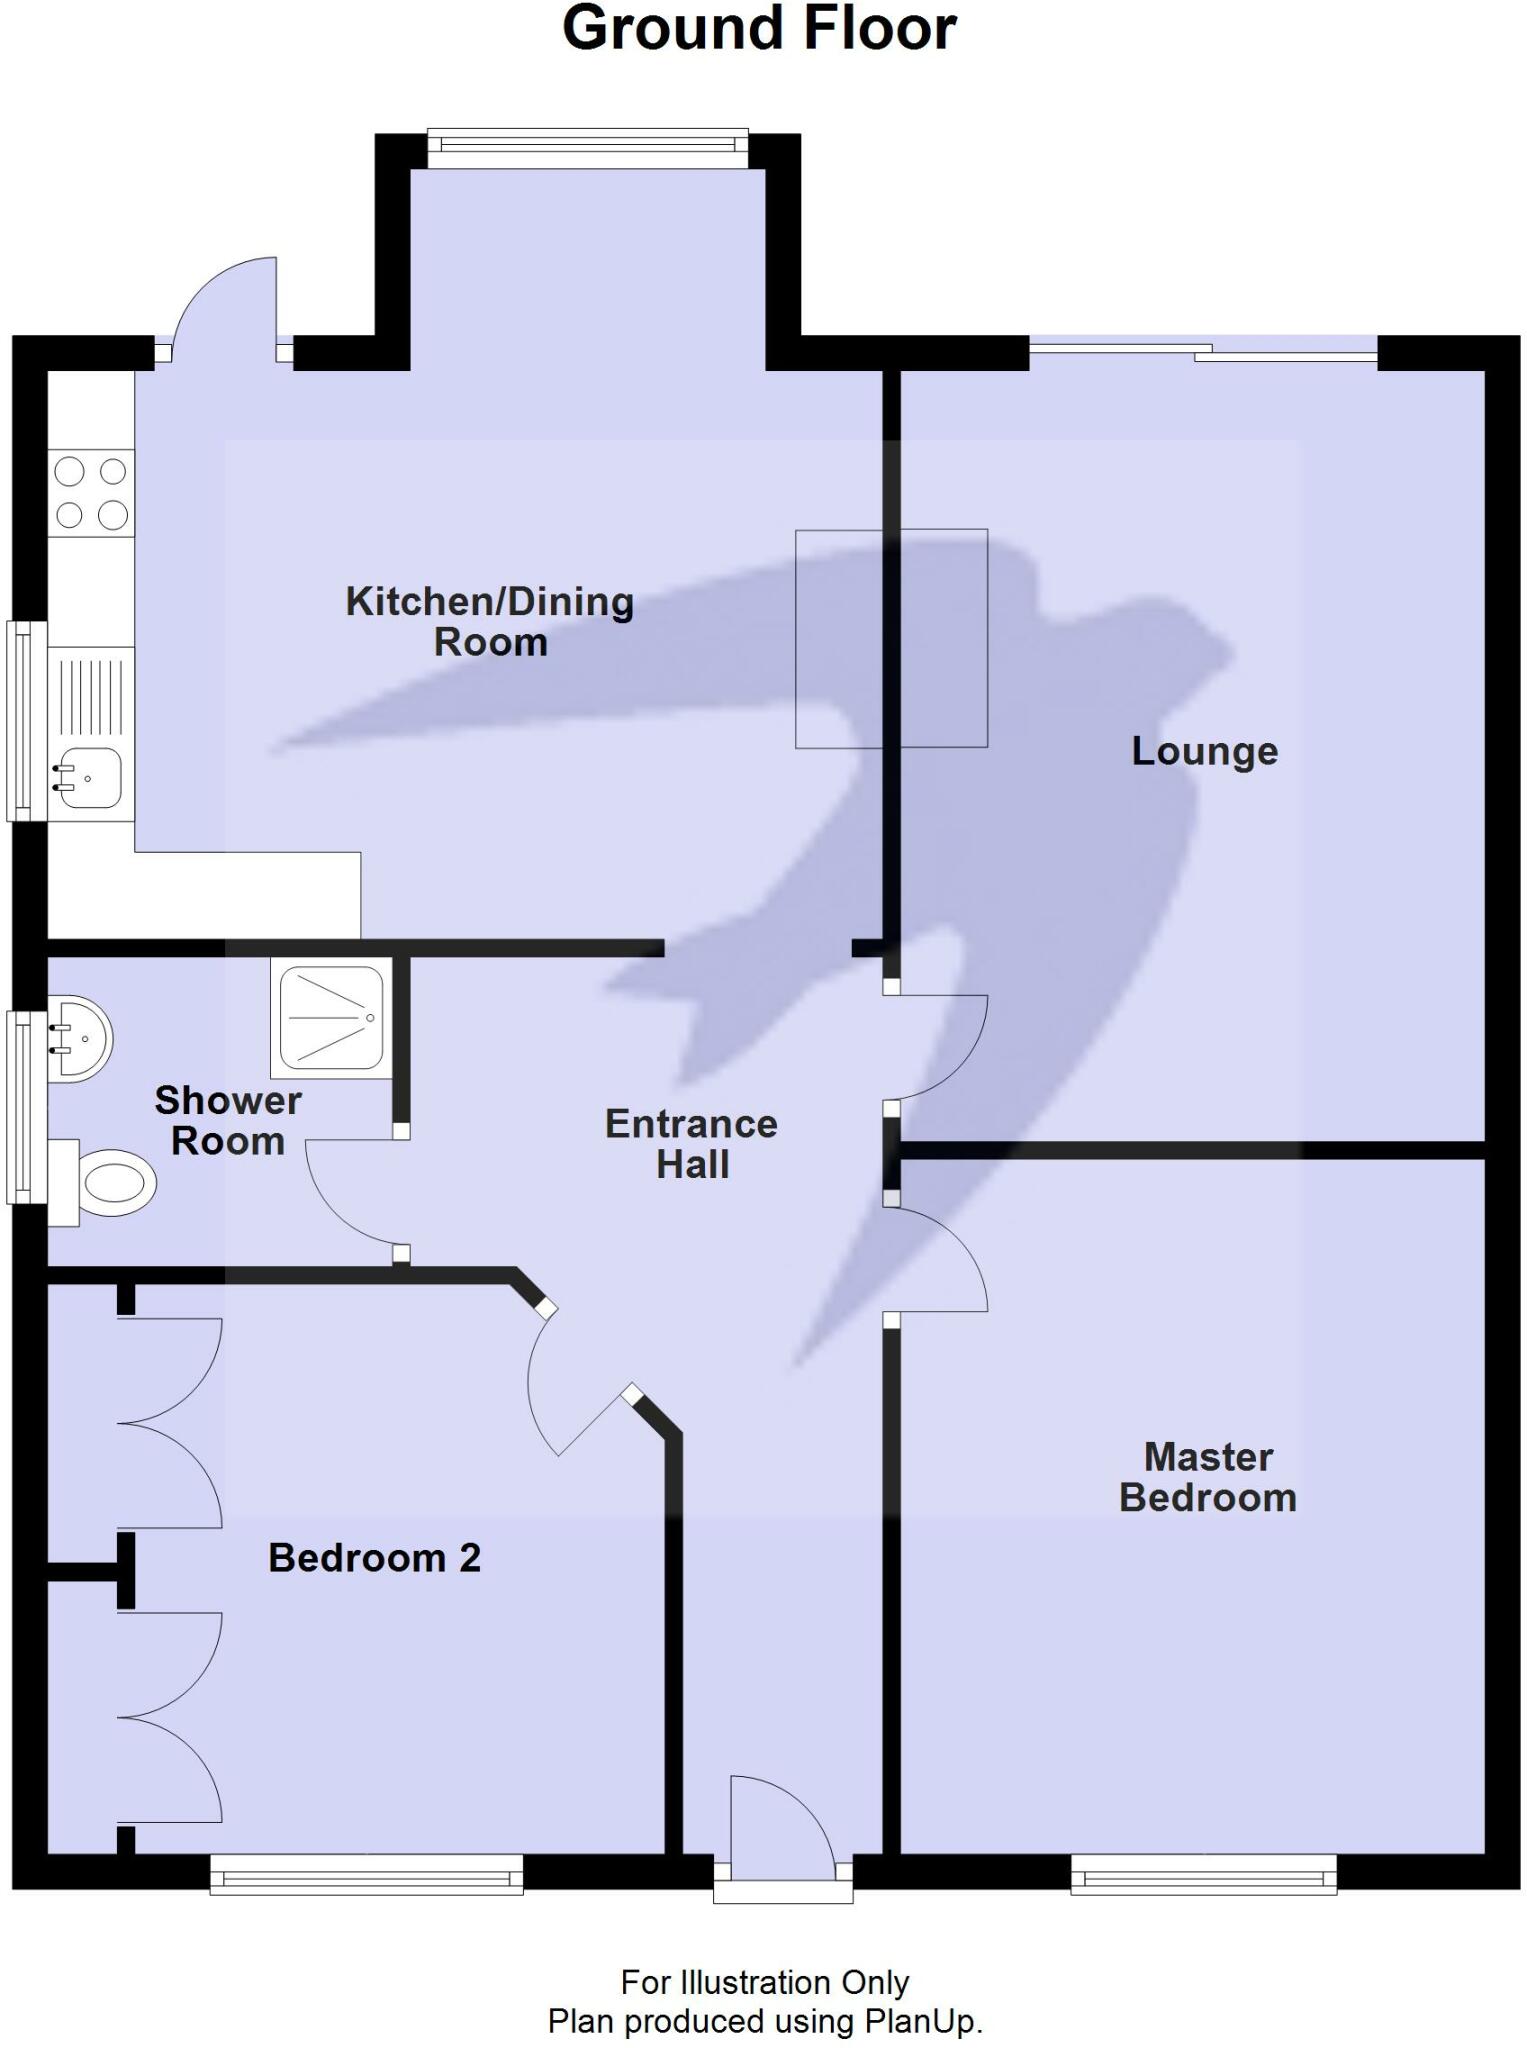 Ground Floor
Kitchen/Dining
Room
Lounge
Shower
Room
Entrance
Hall
Master
Bedroom
Bedroom 2
For Illustration Only
Plan produced using PlanUp.